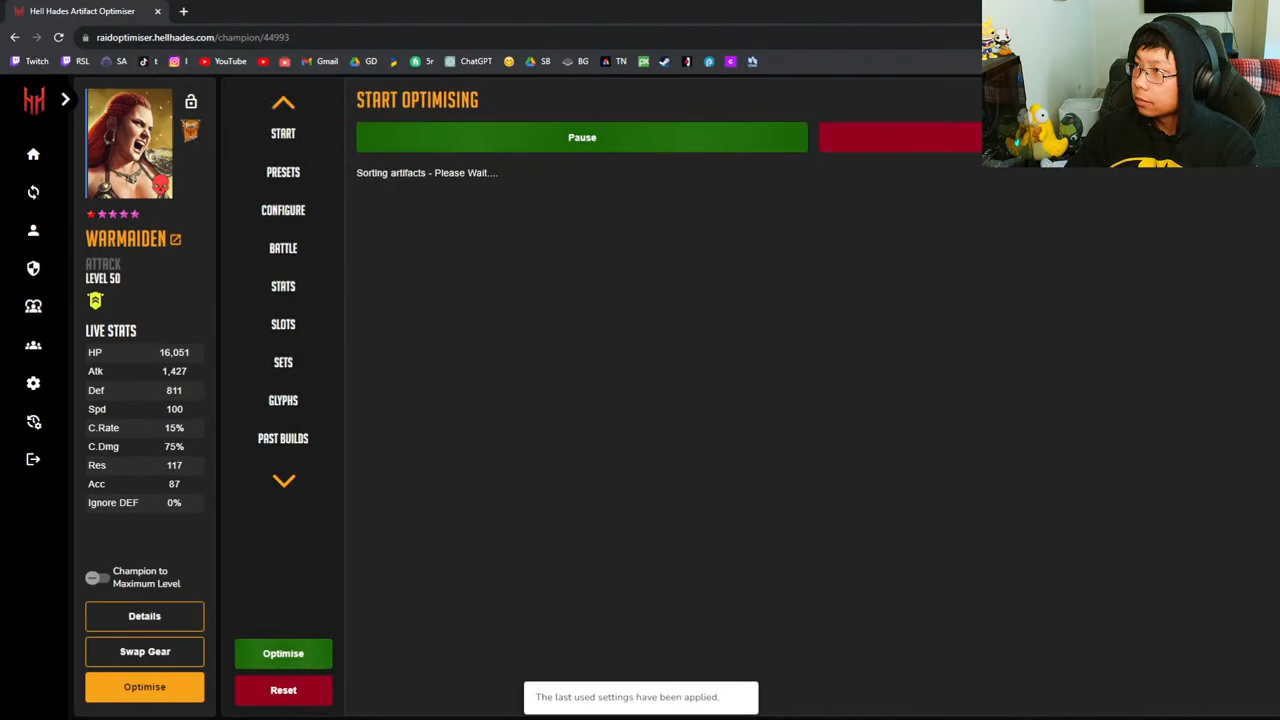 Hell Hades Artifact Optimiser
raidoptimiser.hellhades.com/champion/44993
Twitch RSL SA t I YouTube Gmail GD 5r ChatGPT SB BG TN
START OPTIMISING
Pause
Sorting artifacts - Please Wait....
WARMAIDEN
ATTACK
LEVEL 50
LIVE STATS
HP 16,051
Atk 1,427
Def 811
Spd 100
C.Rate 15%
C.Dmg 75%
Res 117
Acc 87
Ignore DEF 0%
Champion to
Maximum Level
Details
Swap Gear
Optimise
START
PRESETS
CONFIGURE
BATTLE
STATS
SLOTS
SETS
GLYPHS
PAST BUILDS
Optimise
Reset
The last used settings have been applied.